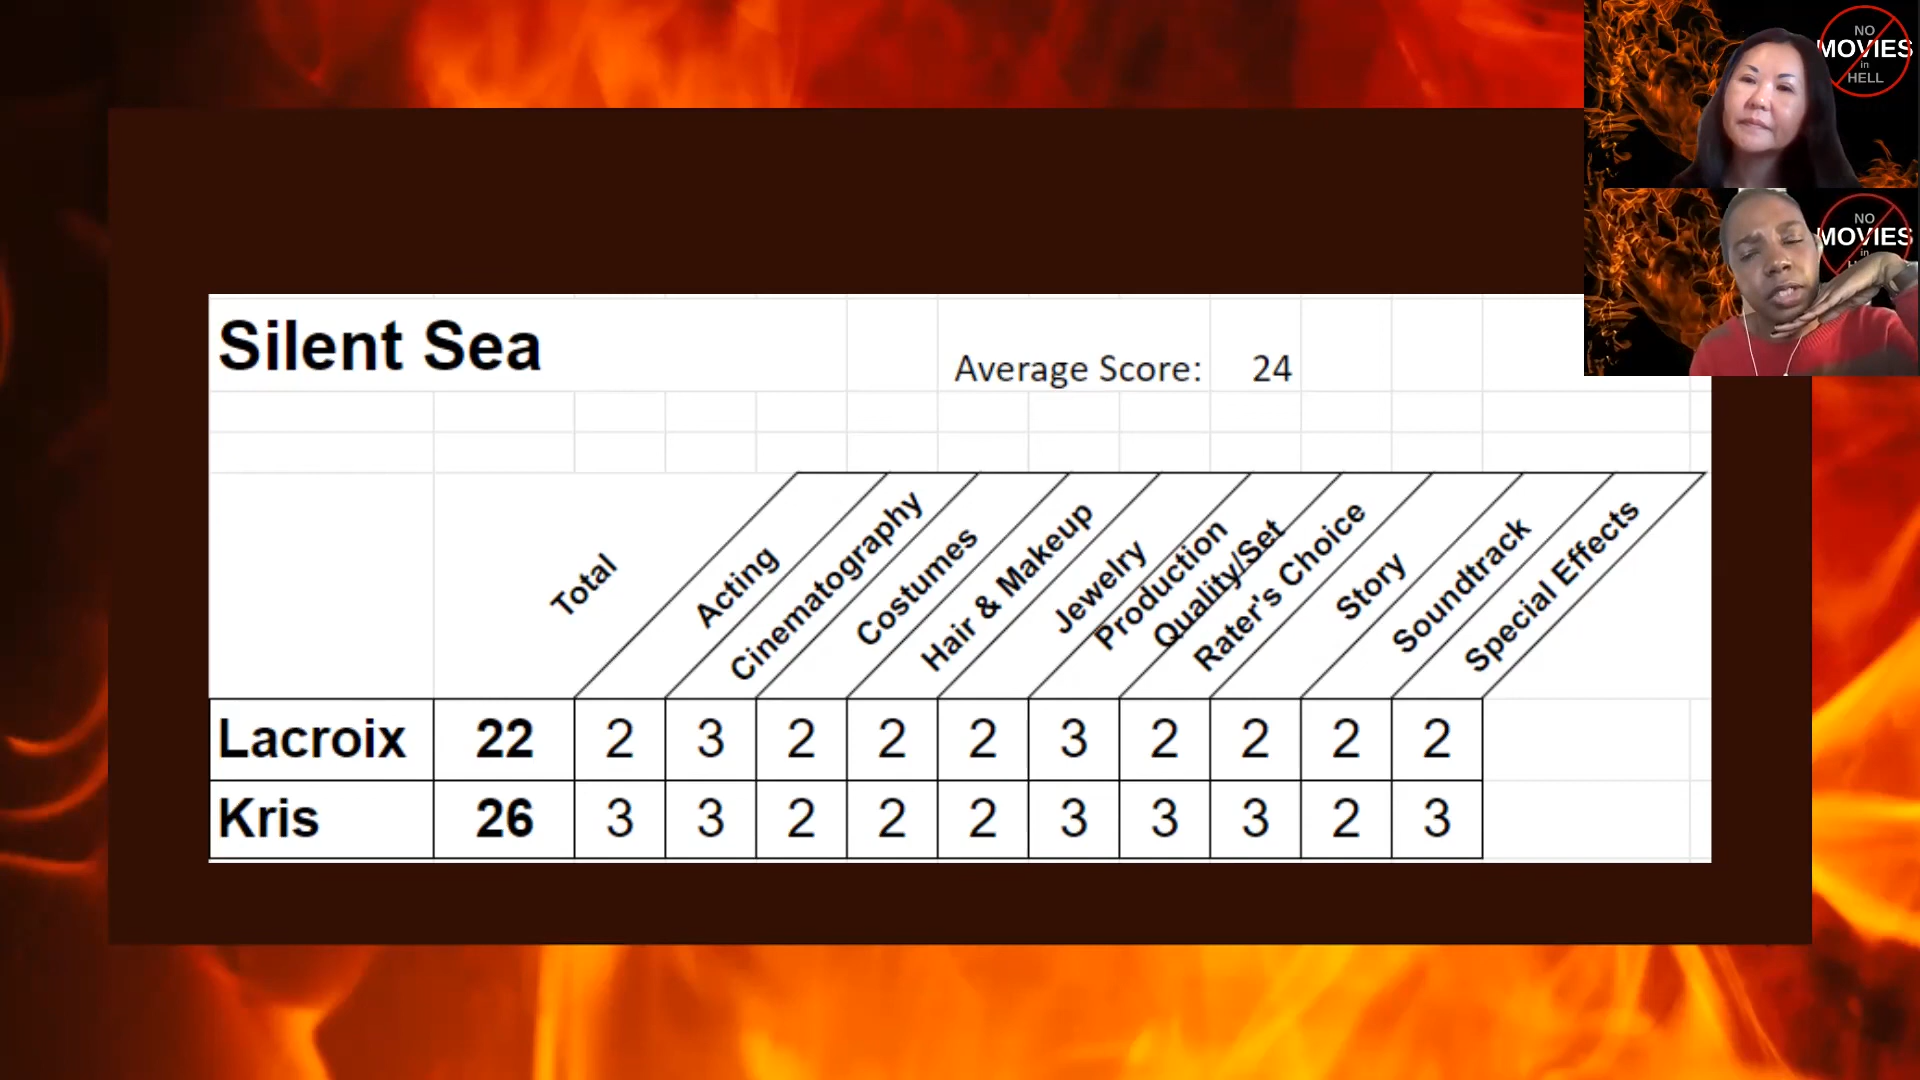 NO
MOVIES
in
HELL
NO
MOVIES
in
Silent Sea
Average Score: 24
Total
Acting
Cinematography
Costumes
Hair & Makeup
Jewelry
Production
Quality/Set
Rater's Choice
Story
Soundtrack
Special Effects
Lacroix 22 2 3 2 2 2 3 2 2 2 2
Kris 26 3 3 2 2 2 3 3 3 2 3